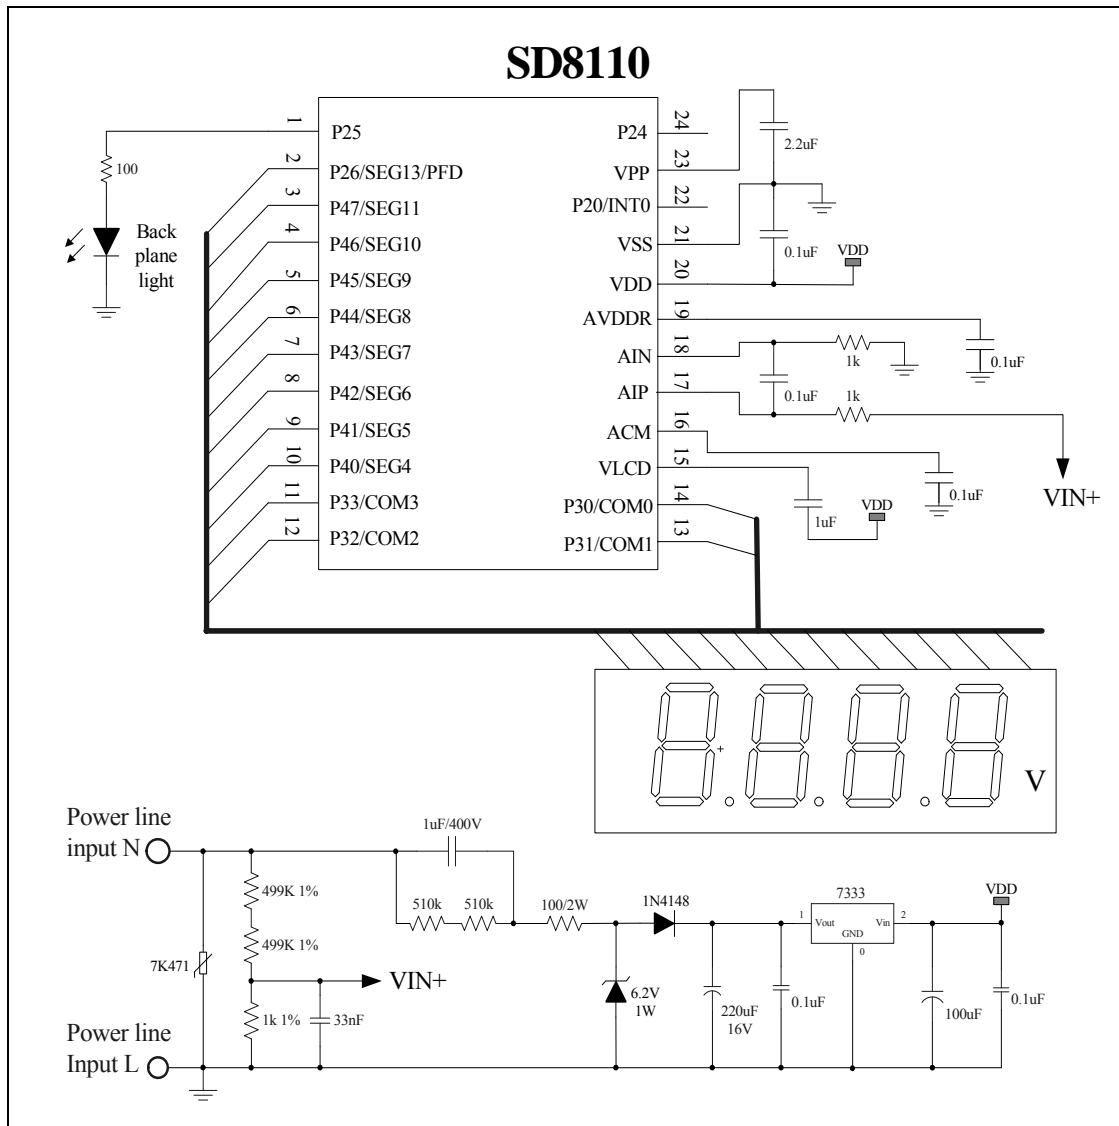 SD8110
1
P25
2
P26/SEG13/PFD
3
P47/SEG11
4
P46/SEG10
5
P45/SEG9
6
P44/SEG8
7
P43/SEG7
8
P42/SEG6
9
P41/SEG5
10
P40/SEG4
11
P33/COM3
12
P32/COM2
24
P24
23
VPP
22
P20/INT0
21
VSS
20
VDD
19
AVDDR
18
AIN
17
AIP
16
ACM
15
VLCD
14
P30/COM0
13
P31/COM1
100
Back
plane
light
2.2uF
0.1uF
VDD
0.1uF
1k
0.1uF
1k
0.1uF
VIN+
1uF
VDD
+
V
Power line
input N
1uF/400V
499K 1%
510k
510k
100/2W
1N4148
7333
1
Vout
Vin
2
GND
0
VDD
499K 1%
7K471
VIN+
6.2V
1W
220uF
16V
0.1uF
100uF
0.1uF
1k 1%
33nF
Power line
Input L